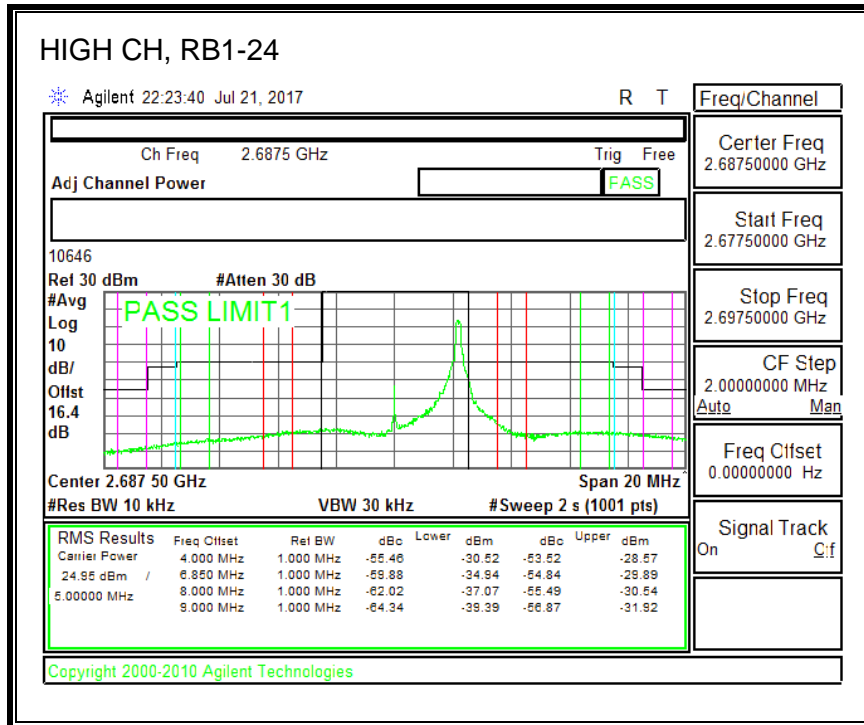 HIGH CH, RB1-24
Agilent 22:23:40 Jul 21, 2017 R T
Ch Freq 2.6875 GHz Trig Free
Adj Channel Power PASS
10646
Ref 30 dBm #Atten 30 dB
#Avg
Log
10
dB/
Offst
16.4
dB
PASS LIMIT1
Center 2.687 50 GHz Span 20 MHz
#Res BW 10 kHz VBW 30 kHz #Sweep 2 s (1001 pts)
RMS Results Freq Offset Ref BW dBc Lower dBm dBc Upper dBm
Carrier Power 4.000 MHz 1.000 MHz -55.46 -30.52 -53.52 -28.57
24.95 dBm / 6.850 MHz 1.000 MHz -59.88 -34.94 -54.84 -29.89
5.00000 MHz 8.000 MHz 1.000 MHz -62.02 -37.07 -55.49 -30.54
9.000 MHz 1.000 MHz -64.34 -39.39 -56.87 -31.92
Copyright 2000-2010 Agilent Technologies
Freq/Channel
Center Freq
2.68750000 GHz
Start Freq
2.67750000 GHz
Stop Freq
2.69750000 GHz
CF Step
2.00000000 MHz
Auto Man
Freq Offset
0.00000000 Hz
Signal Track
On Off